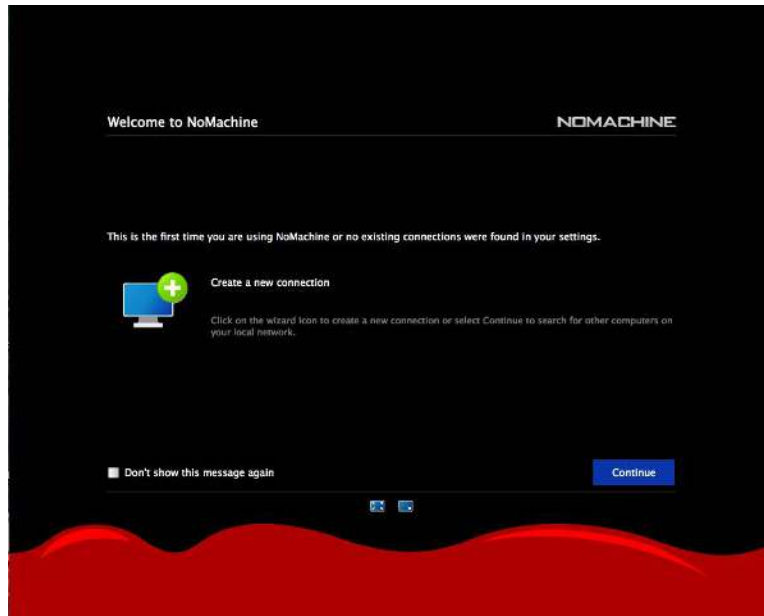 Welcome to NoMachine
NOMACHINE
This is the first time you are using NoMachine or no existing connections were found in your settings.
Create a new connection
Click on the wizard icon to create a new connection or select Continue to search for other computers on
your local network.
Don't show this message again
Continue